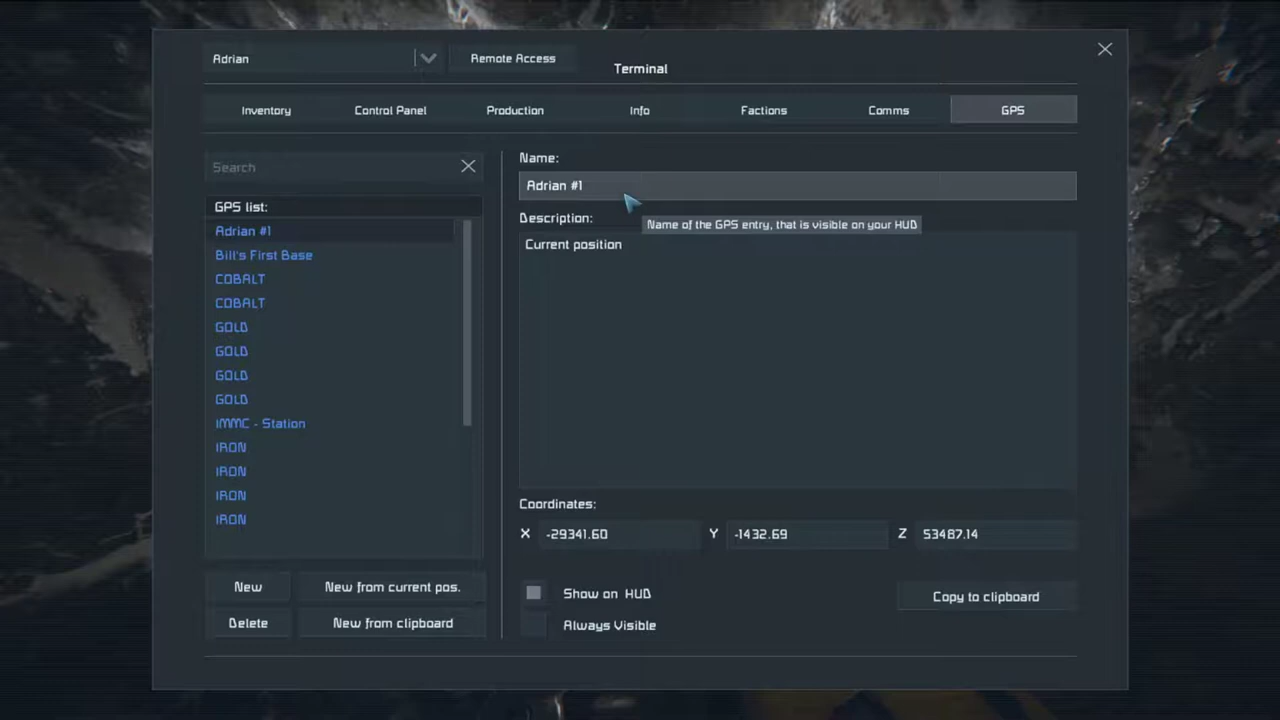 Adrian
Remote Access
Terminal
Inventory
Control Panel
Production
Info
Factions
Comms
GPS
Search
GPS list:
Adrian #1
Bill's First Base
COBALT
COBALT
GOLD
GOLD
GOLD
GOLD
IMMC - Station
IRON
IRON
IRON
IRON
New
New from current pos.
Delete
New from clipboard
Name:
Adrian #1
Name of the GPS entry, that is visible on your HUD
Description:
Current position
Coordinates:
X -29341.60 Y -1432.69 Z 53487.14
Show on HUD
Always Visible
Copy to clipboard